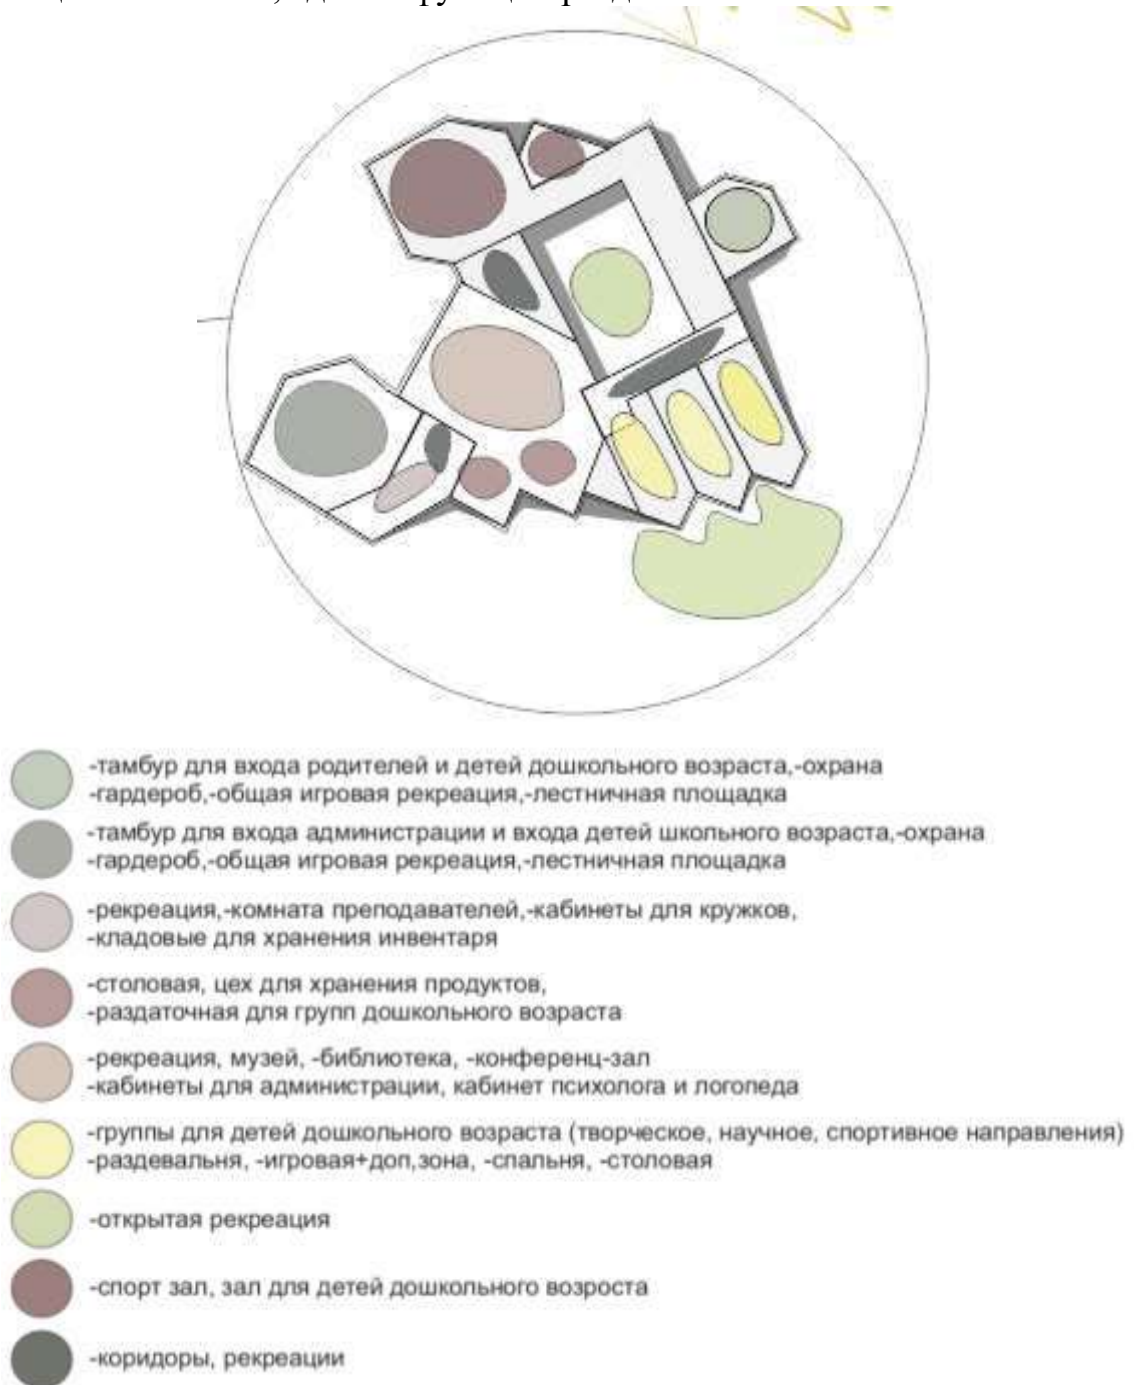 -тамбур для входа родителей и детей дошкольного возраста,-охрана
-гардероб,-общая игровая рекреация,-лестничная площадка
-тамбур для входа администрации и входа детей школьного возраста,-охрана
-гардероб,-общая игровая рекреация,-лестничная площадка
-рекреация,-комната преподавателей,-кабинеты для кружков,
-кладовые для хранения инвентаря
-столовая, цех для хранения продуктов,
-раздаточная для групп дошкольного возраста
-рекреация, музей, -библиотека, -конференц-зал
-кабинеты для администрации, кабинет психолога и логопеда
-группы для детей дошкольного возраста (творческое, научное, спортивное направления)
-раздевальня, -игровая+доп,зона, -спальня, -столовая
-открытая рекреация
-спорт зал, зал для детей дошкольного возроста
-коридоры, рекреации